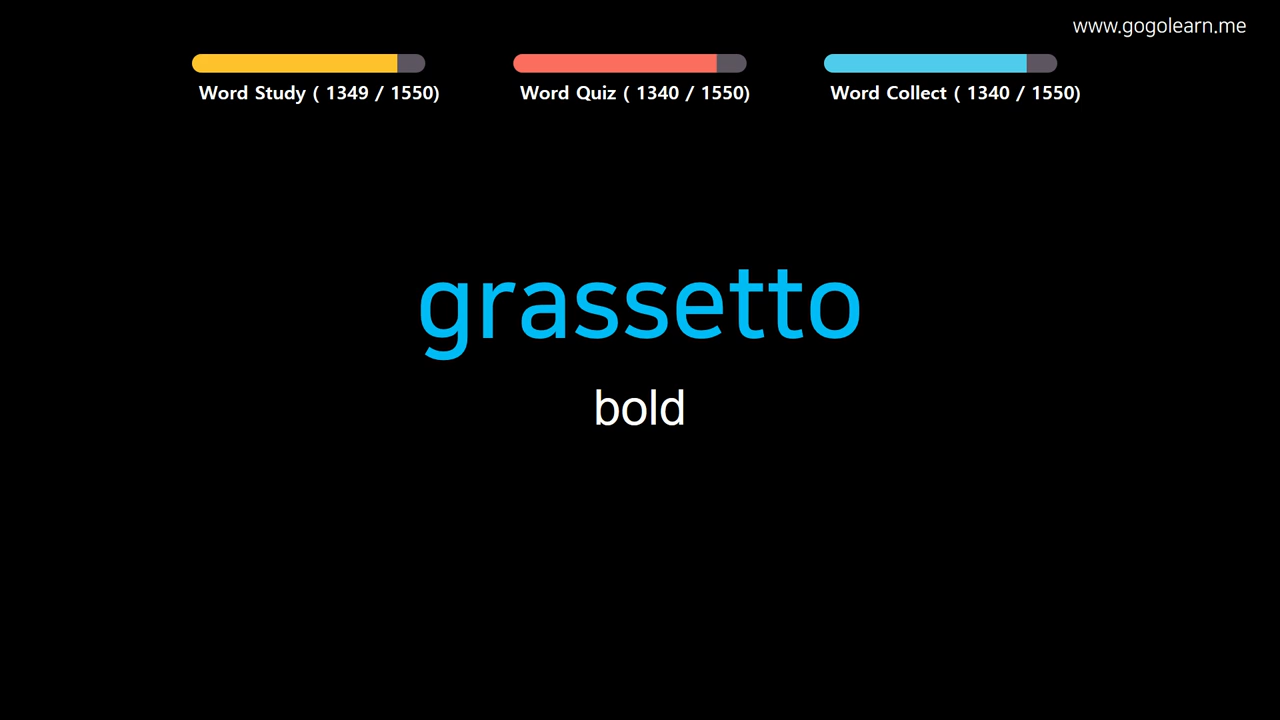 www.gogolearn.me
Word Study ( 1349 / 1550)
Word Quiz ( 1340 / 1550)
Word Collect ( 1340 / 1550)
grassetto
bold